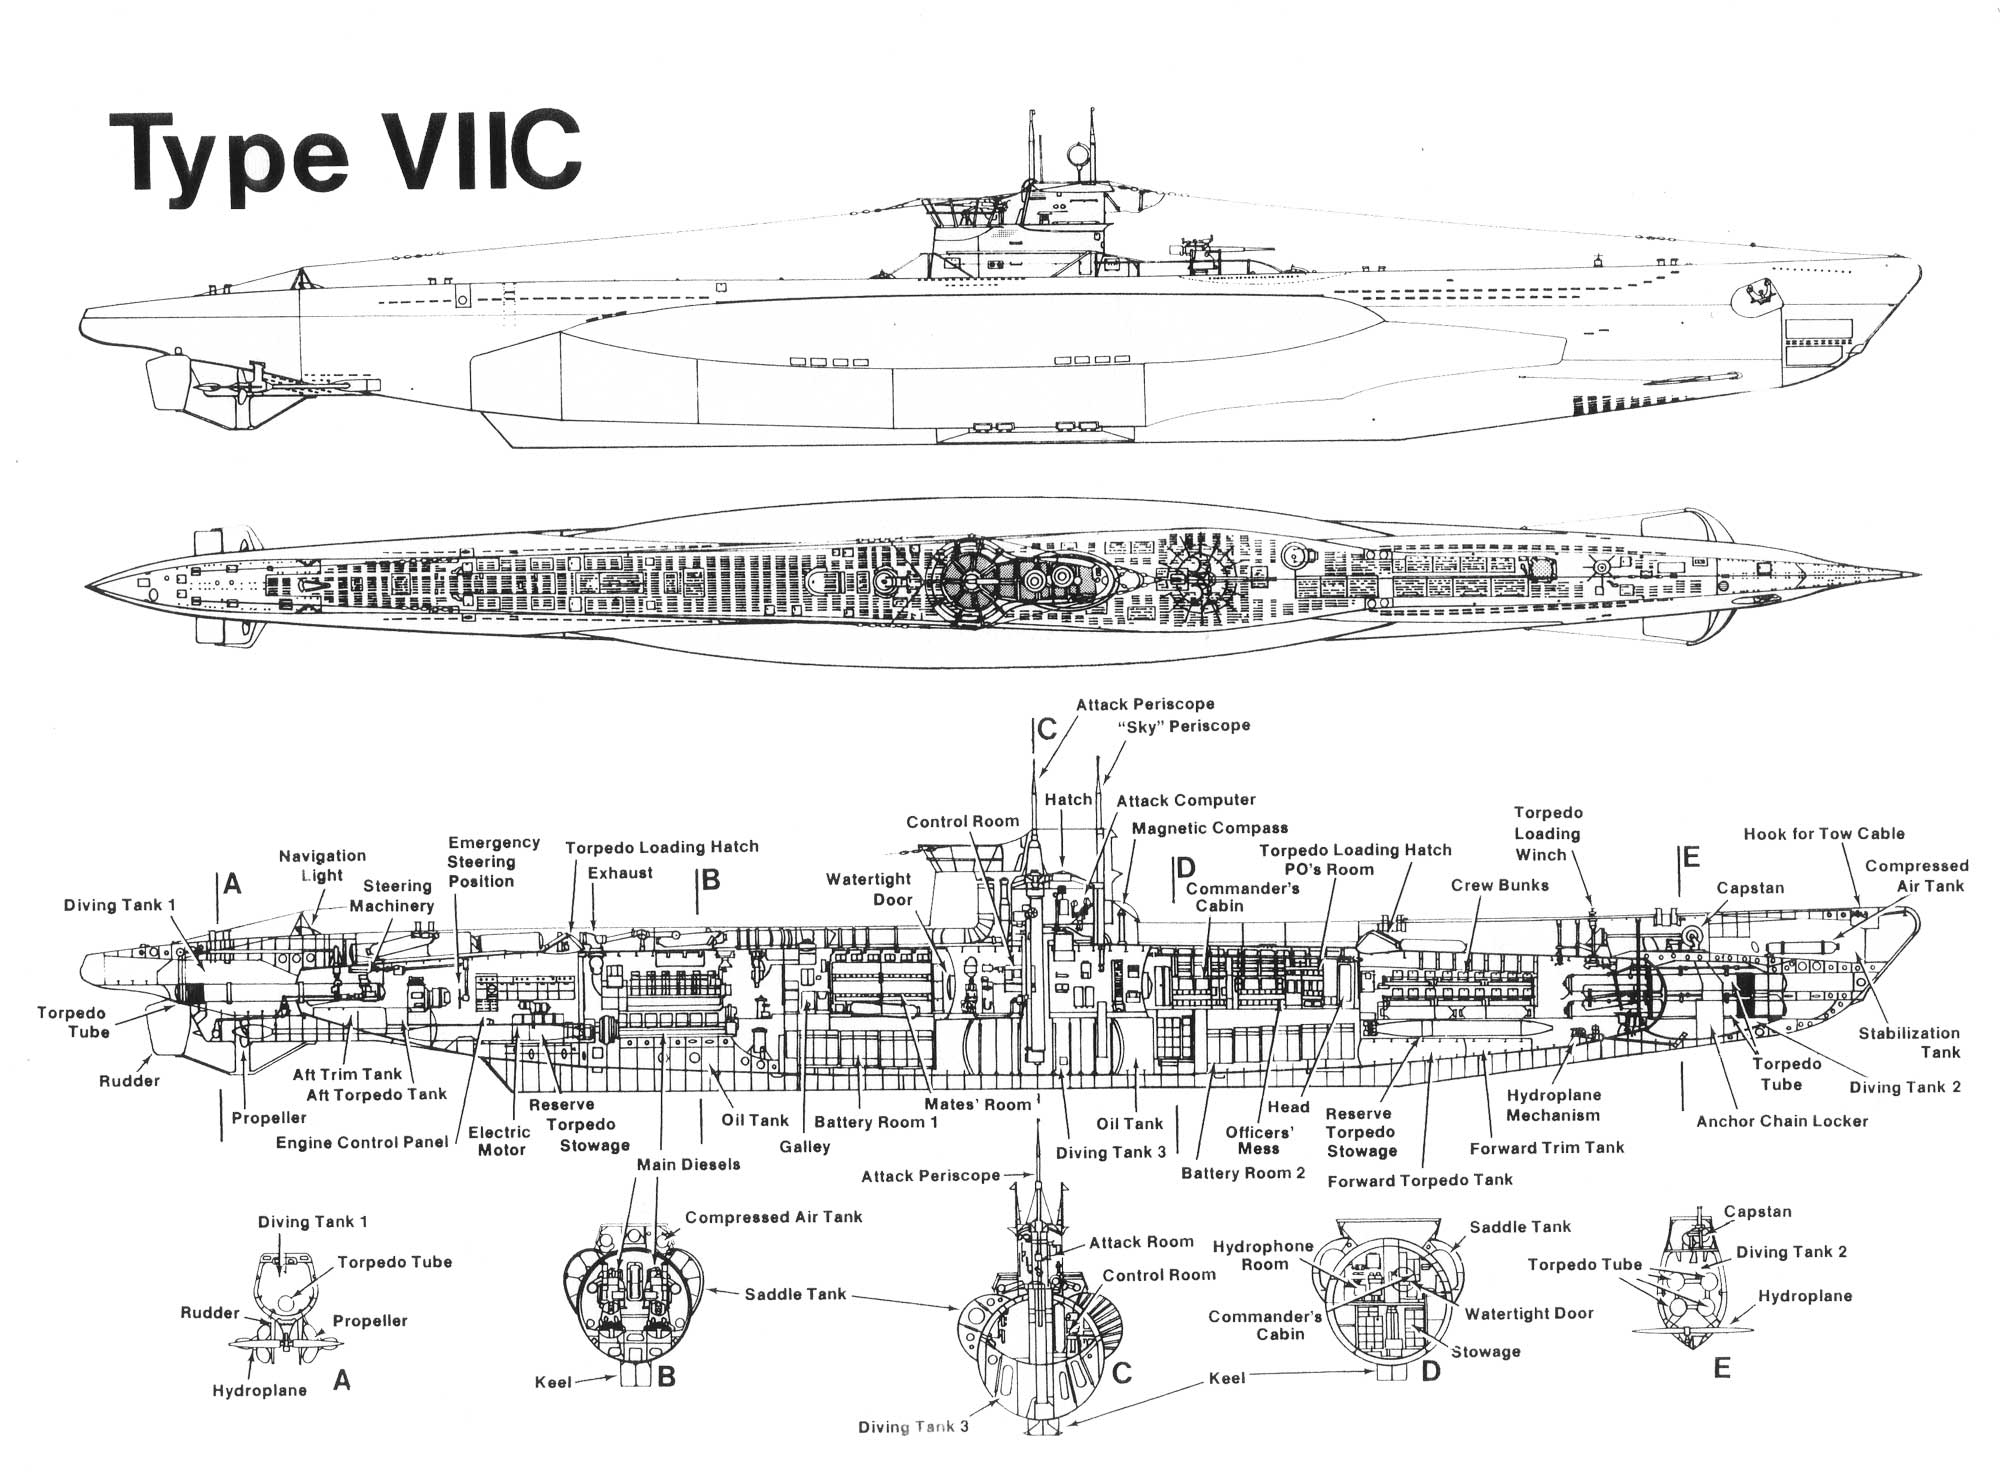 Type VIIC
Attack Periscope
"Sky" Periscope
C
Hatch
Attack Computer
Control Room
Magnetic Compass
Torpedo
Loading
Winch
Hook for Tow Cable
Emergency
Steering
Position
Torpedo Loading Hatch
Exhaust
B
Navigation
Light
A
Steering
Machinery
Diving Tank 1
Watertight
Door
D
Torpedo Loading Hatch
PO's Room
Commander's
Cabin
Crew Bunks
E
Capstan
Compressed
Air Tank
Torpedo
Tube
Rudder
Propeller
Aft Trim Tank
Aft Torpedo Tank
Engine Control Panel
Electric
Motor
Reserve
Torpedo
Stowage
Main Diesels
Oil Tank
Galley
Battery Room 1
Mates' Room
Diving Tank 3
Oil Tank
Battery Room 2
Officers'
Mess
Head
Reserve
Torpedo
Stowage
Forward Torpedo Tank
Forward Trim Tank
Hydroplane
Mechanism
Anchor Chain Locker
Torpedo
Tube
Diving Tank 2
Stabilization
Tank
Diving Tank 1
Torpedo Tube
Rudder
Propeller
Hydroplane
A
Compressed Air Tank
Saddle Tank
Keel
B
Attack Periscope
Attack Room
Control Room
C
Diving Tank 3
Keel
Hydrophone
Room
Commander's
Cabin
Saddle Tank
Watertight Door
Stowage
D
Capstan
Diving Tank 2
Torpedo Tube
Hydroplane
E